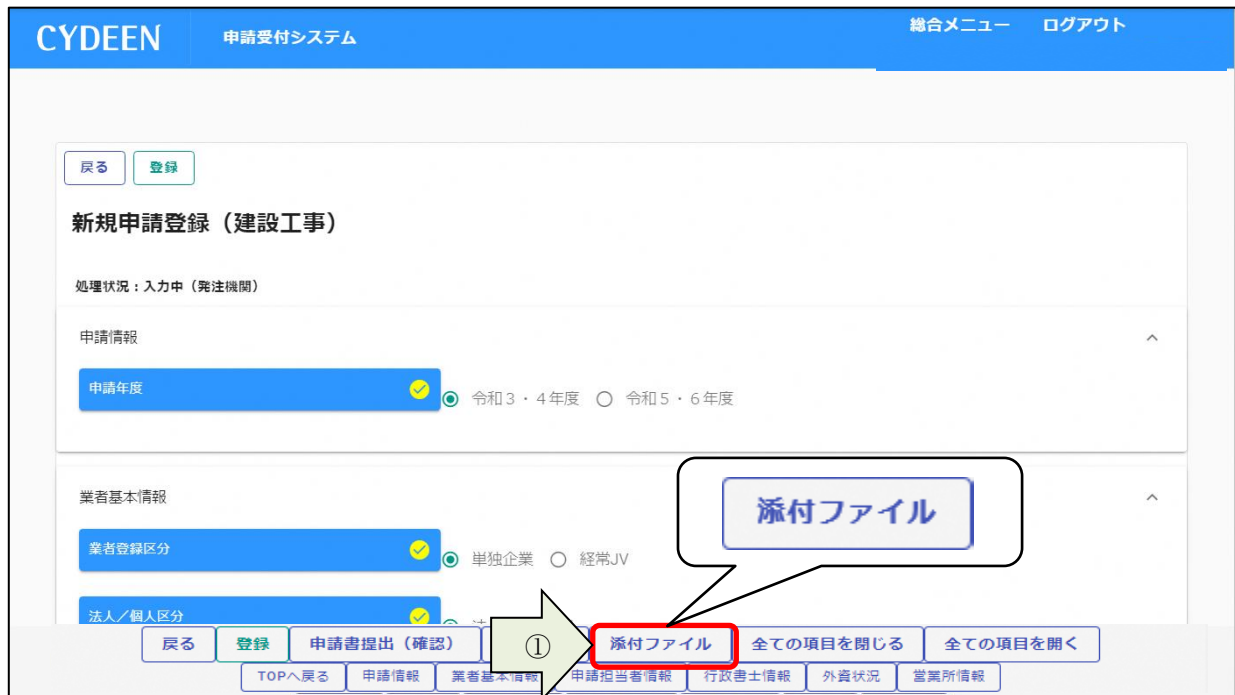 CYDEEN 申請受付システム 総合メニュー ログアウト
戻る 登録
新規申請登録（建設工事）
処理状況：入力中（発注機関）
申請情報
申請年度 令和３・４年度 令和５・６年度
業者基本情報
添付ファイル
業者登録区分 単独企業 経常JV
法人／個人区分
戻る 登録 申請書提出（確認） ① 添付ファイル 全ての項目を閉じる 全ての項目を開く
TOPへ戻る 申請情報 業者基本情報 申請担当者情報 行政書士情報 外資状況 営業所情報